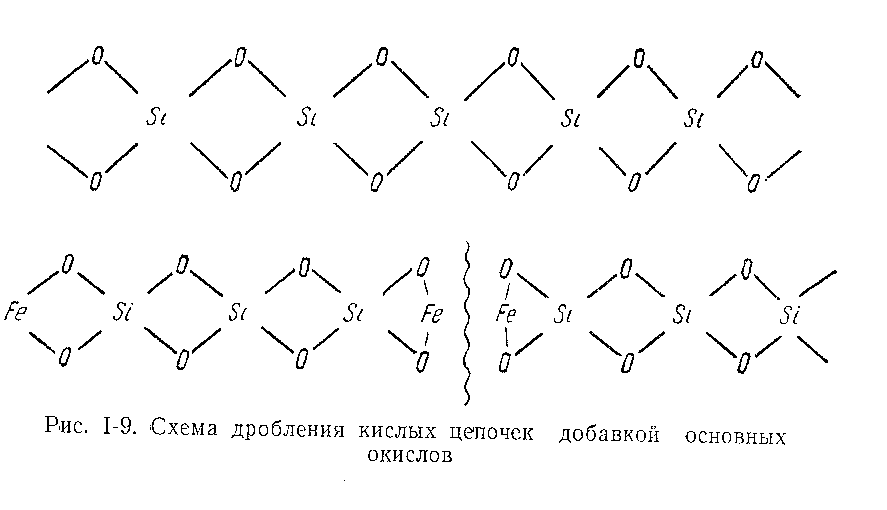 O O O O O O
Si Si Si Si Si
O O O O O O
O O O O O O O
Fe Si Si Si Fe Fe Si Si Si
O O O O O O O
Рис. I-9. Схема дробления кислых цепочек добавкой основных
окислов